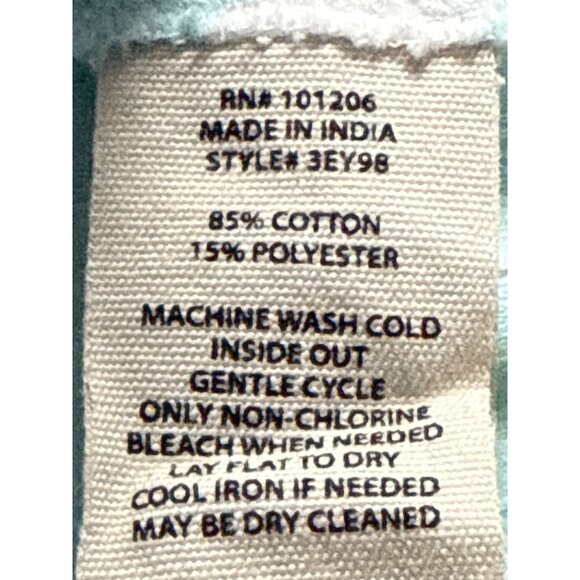 RN# 101206
MADE IN INDIA
STYLE# 3EY98
85% COTTON
15% POLYESTER
MACHINE WASH COLD
INSIDE OUT
GENTLE CYCLE
ONLY NON-CHLORINE
BLEACH WHEN NEEDED
LAY FLAT TO DRY
COOL IRON IF NEEDED
MAY BE DRY CLEANED